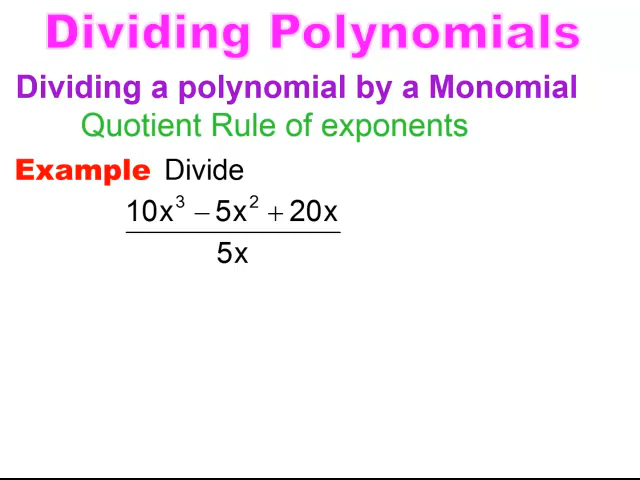 Dividing Polynomials
Dividing a polynomial by a Monomial
Quotient Rule of exponents
Example Divide
10x³ − 5x² + 20x
5x